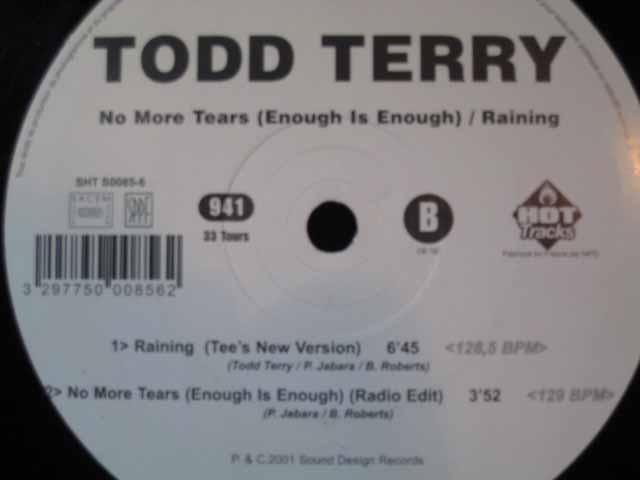 TODD TERRY
No More Tears (Enough Is Enough) / Raining
SHT S0085-6
SACEM
941
33 Tours
B
HOT
Tracks
3 297750 008562
1> Raining (Tee's New Version) 6'45 <128,5 BPM>
(Todd Terry / P. Jabara / B. Roberts)
2> No More Tears (Enough Is Enough) (Radio Edit) 3'52 <129 BPM>
(P. Jabara / B. Roberts)
P. & C.2001 Sound Design Records